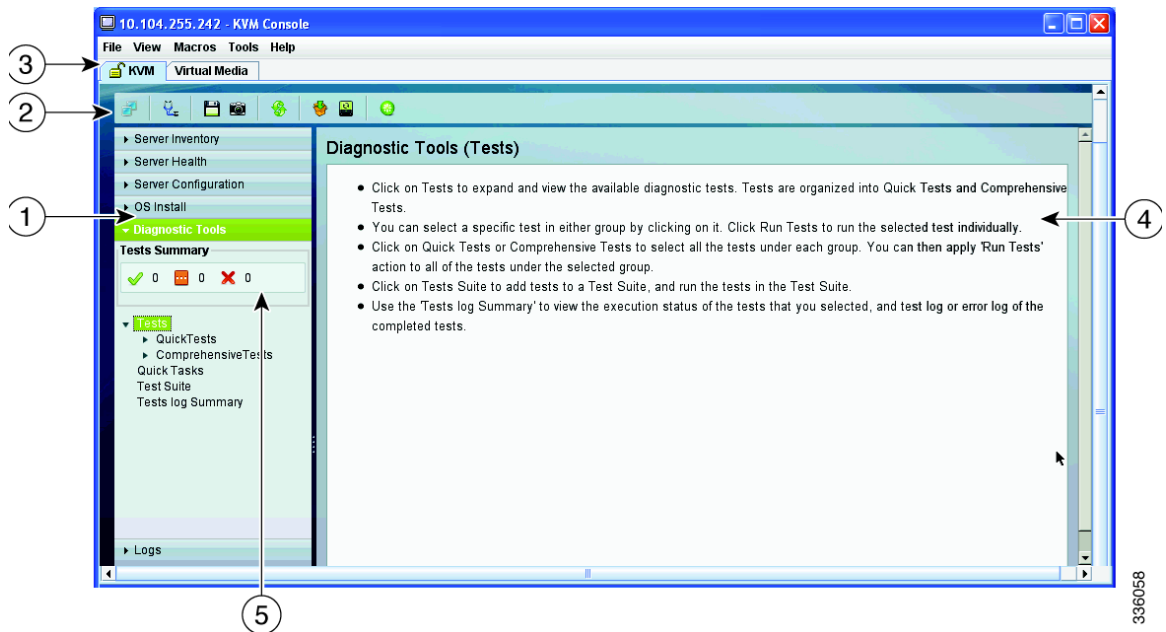 10.104.255.242 - KVM Console
File View Macros Tools Help
3
KVM Virtual Media
2
Server Inventory
Server Health
Server Configuration
OS Install
1
Diagnostic Tools
Tests Summary
0 0 0
Tests
QuickTests
ComprehensiveTests
Quick Tasks
Test Suite
Tests log Summary
Logs
Diagnostic Tools (Tests)
Click on Tests to expand and view the available diagnostic tests. Tests are organized into Quick Tests and Comprehensive
Tests.
You can select a specific test in either group by clicking on it. Click Run Tests to run the selected test individually.
Click on Quick Tests or Comprehensive Tests to select all the tests under each group. You can then apply 'Run Tests'
action to all of the tests under the selected group.
Click on Tests Suite to add tests to a Test Suite, and run the tests in the Test Suite.
Use the 'Tests log Summary' to view the execution status of the tests that you selected, and test log or error log of the
completed tests.
4
5
336058